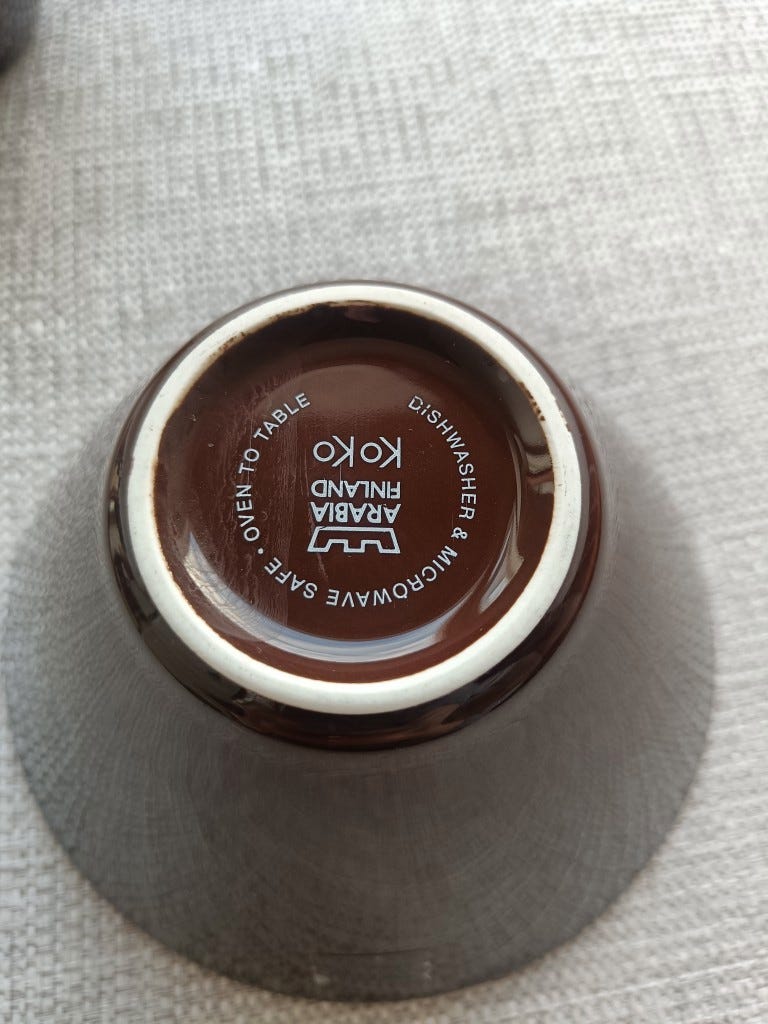 ARABIA
FINLAND
KoKo
DISHWASHER & MICROWAVE SAFE • OVEN TO TABLE